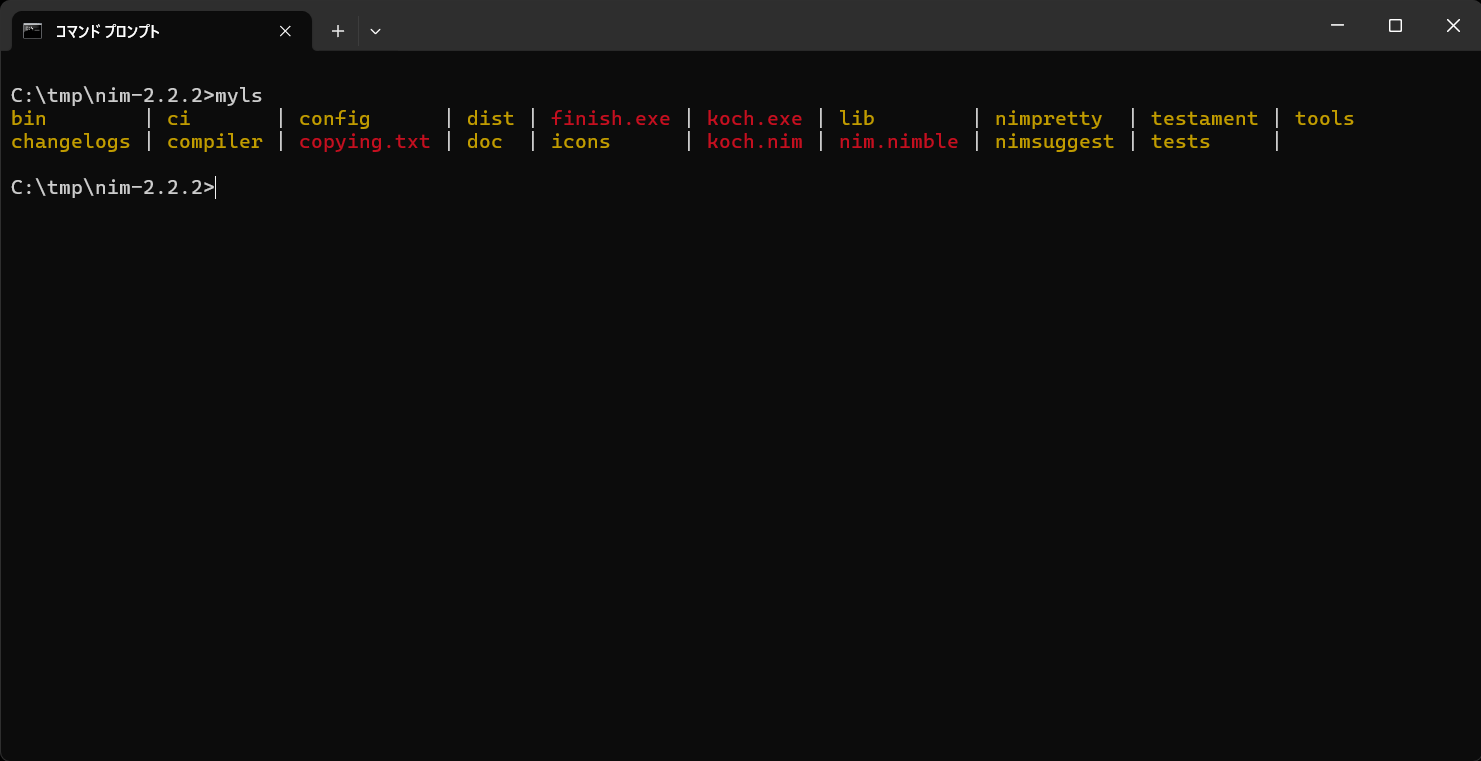 コマンド プロンプト
C:\tmp\nim-2.2.2>myls
bin         | ci       | config      | dist | finish.exe | koch.exe | lib        | nimpretty  | testament | tools
changelogs | compiler | copying.txt | doc  | icons      | koch.nim | nim.nimble | nimsuggest | tests     |
C:\tmp\nim-2.2.2>